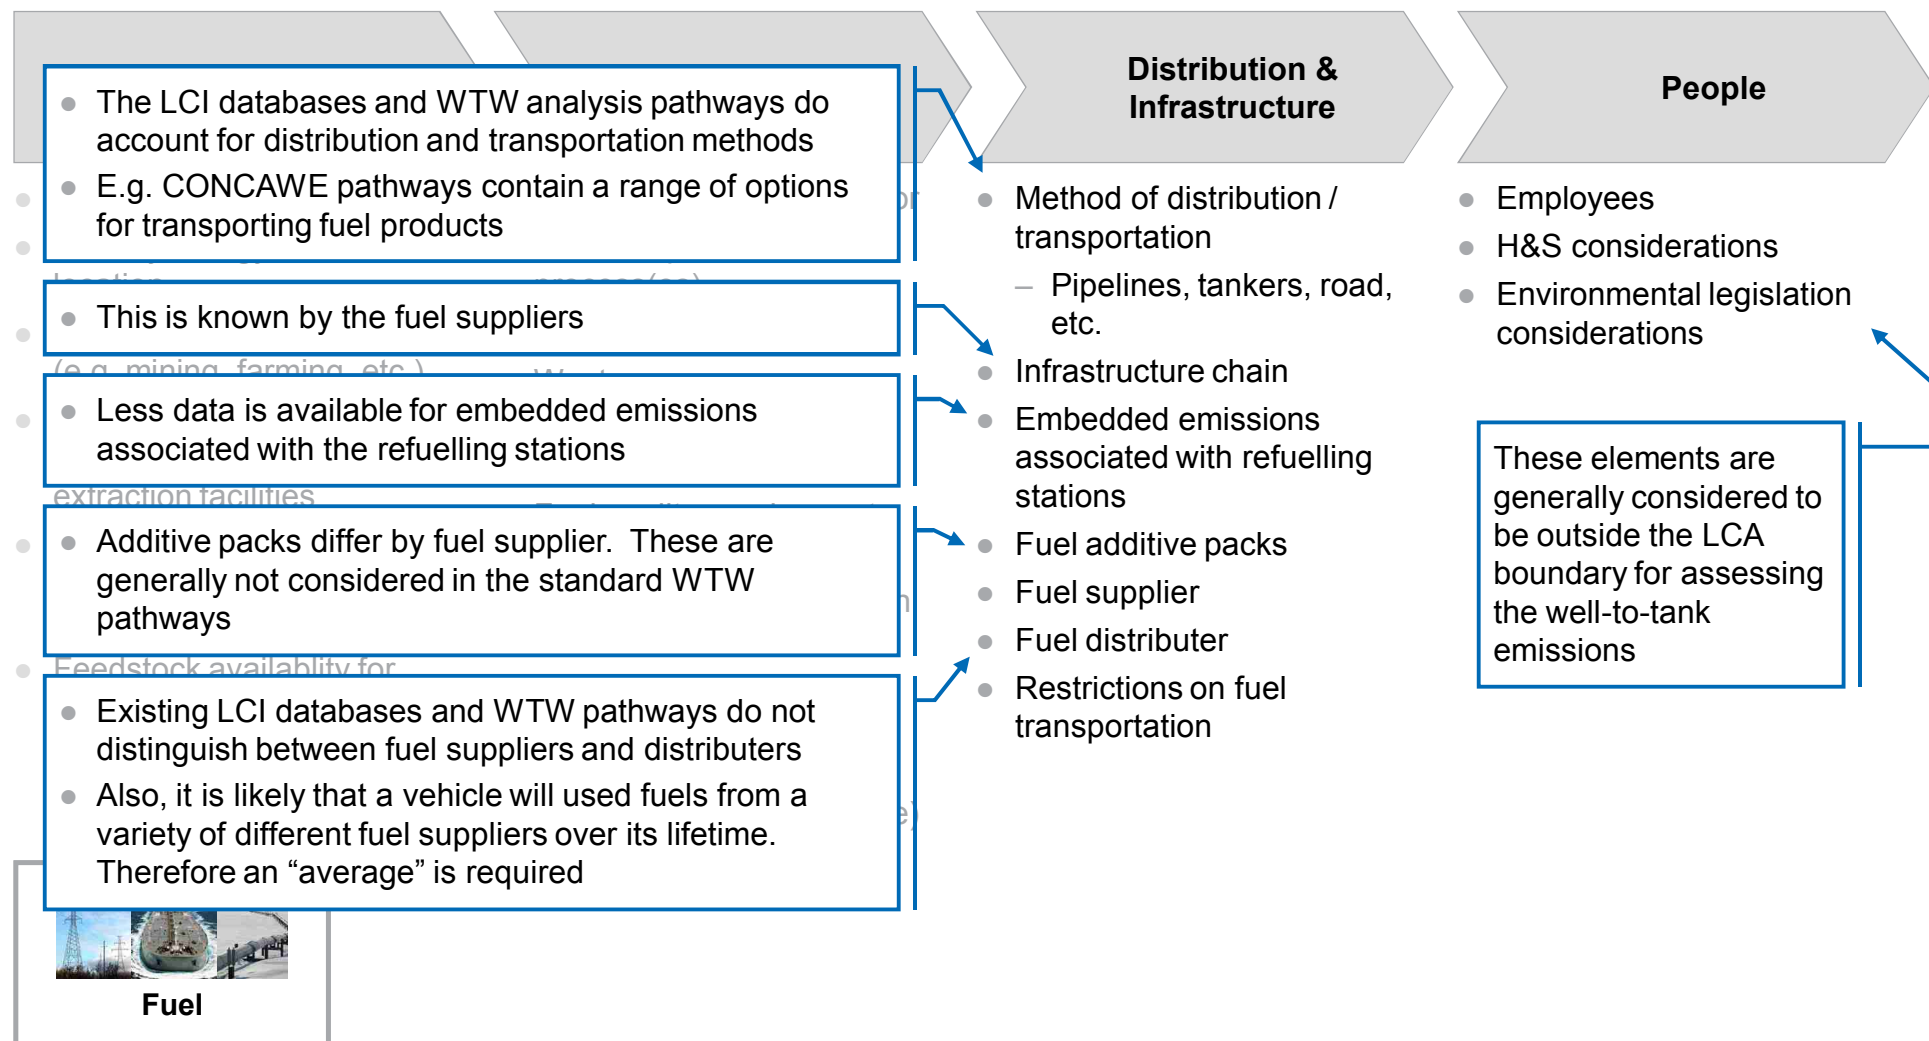 Distribution &
Infrastructure
People
The LCI databases and WTW analysis pathways do
account for distribution and transportation methods
E.g. CONCAWE pathways contain a range of options
for transporting fuel products
This is known by the fuel suppliers
(e.g. mining, farming, etc.)
Less data is available for embedded emissions
associated with the refuelling stations
extraction facilities
Additive packs differ by fuel supplier.  These are
generally not considered in the standard WTW
pathways
Feedstock availablity for
Existing LCI databases and WTW pathways do not
distinguish between fuel suppliers and distributers
Also, it is likely that a vehicle will used fuels from a
variety of different fuel suppliers over its lifetime.
Therefore an “average” is required
Fuel
Method of distribution /
transportation
– Pipelines, tankers, road,
etc.
Infrastructure chain
Embedded emissions
associated with refuelling
stations
Fuel additive packs
Fuel supplier
Fuel distributer
Restrictions on fuel
transportation
Employees
H&S considerations
Environmental legislation
considerations
These elements are
generally considered to
be outside the LCA
boundary for assessing
the well-to-tank
emissions